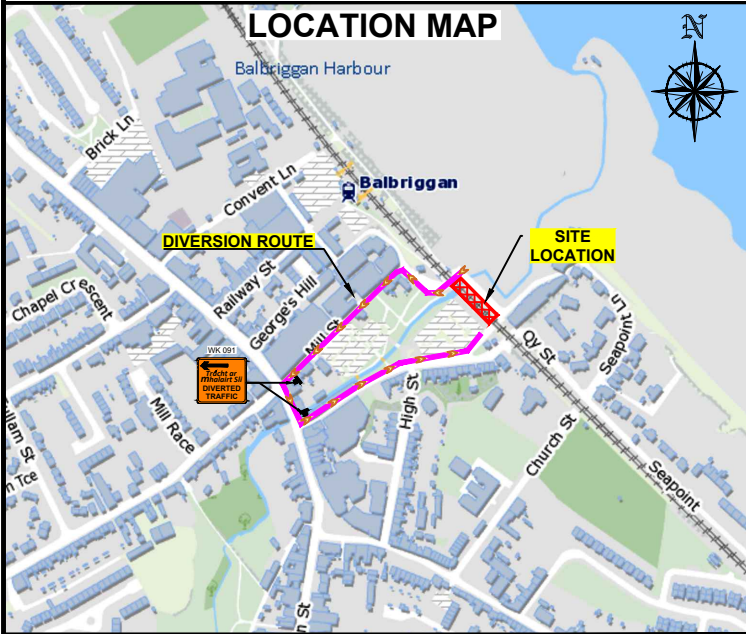 LOCATION MAP
N
Balbriggan Harbour
Brick Ln
Convent Ln
Balbriggan
DIVERSION ROUTE
SITE
LOCATION
Chapel Crescent
Railway St
George's Hill
Mill St
Qy St
Seapoint Ln
WK 091
Trácht ar
mhalairt Slí
DIVERTED
TRAFFIC
Mill Race
High St
Church St
Seapoint